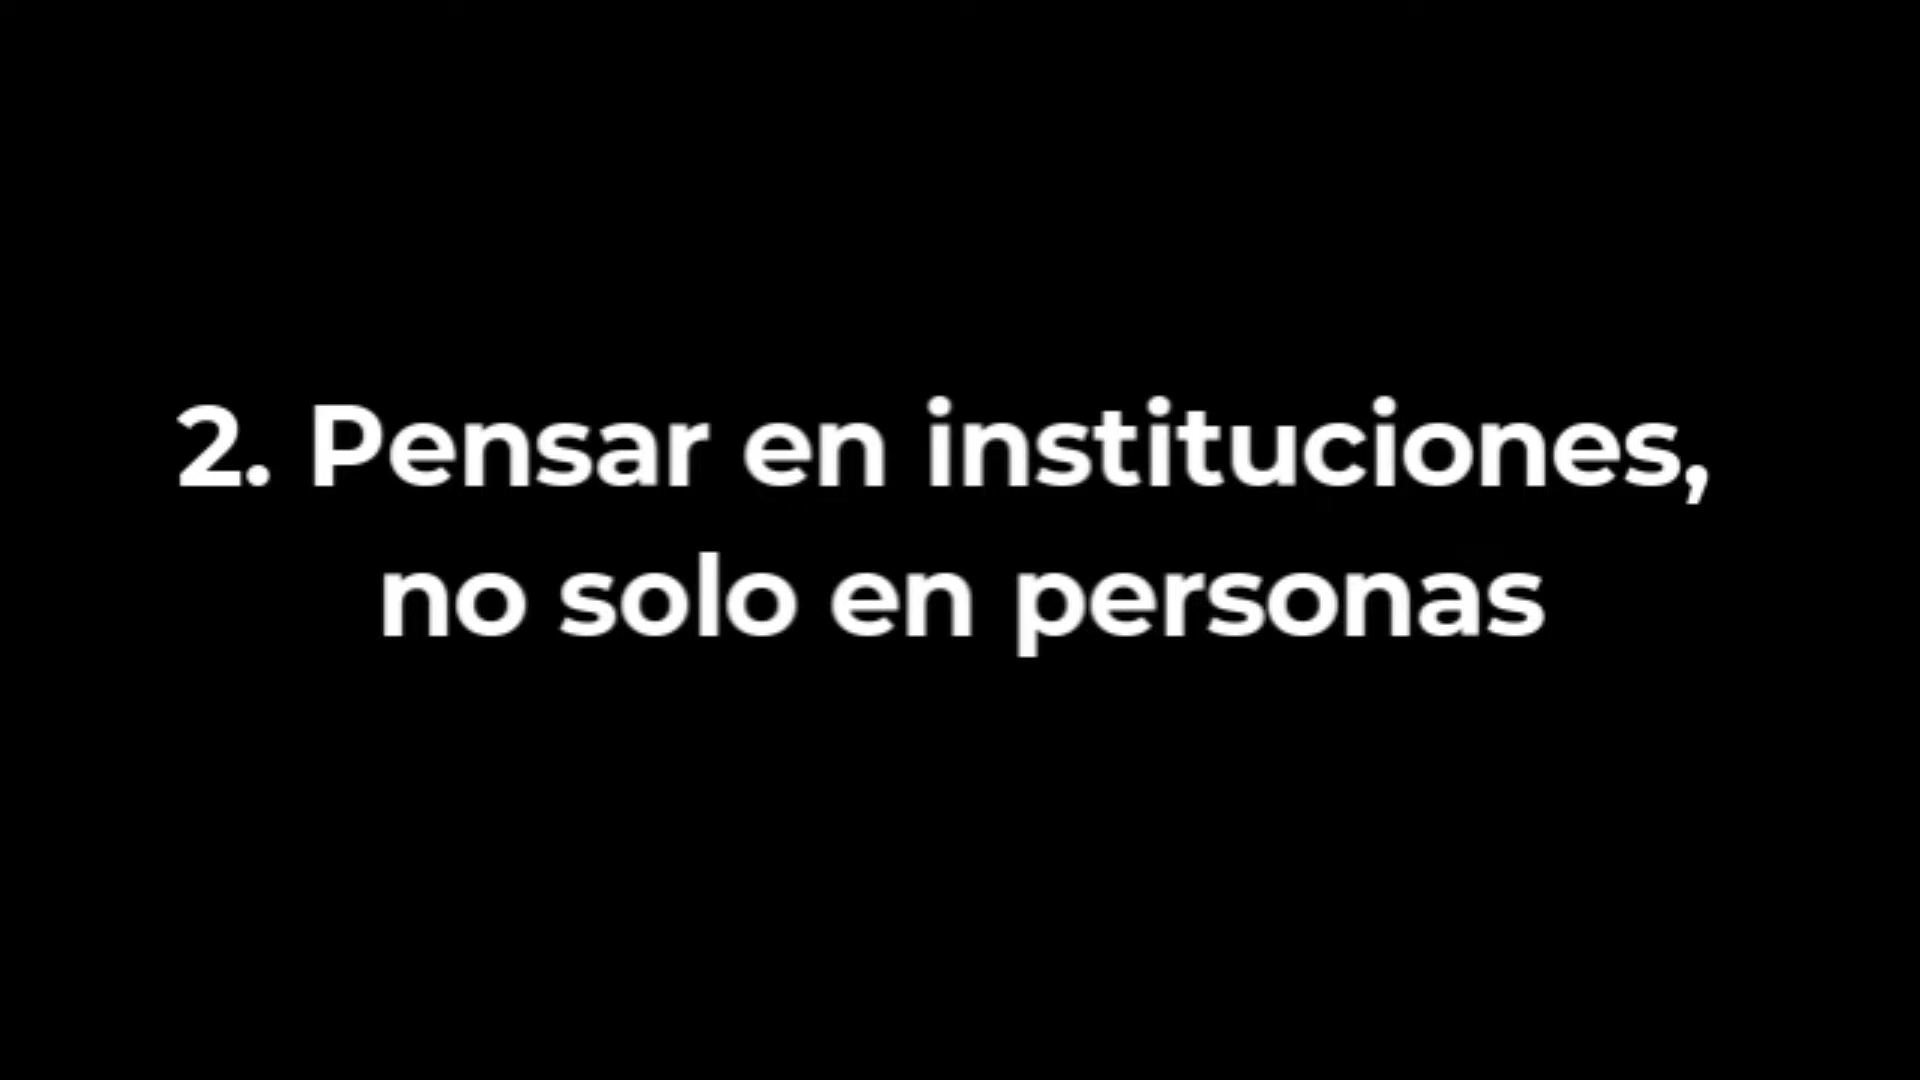 2. Pensar en instituciones,
no solo en personas